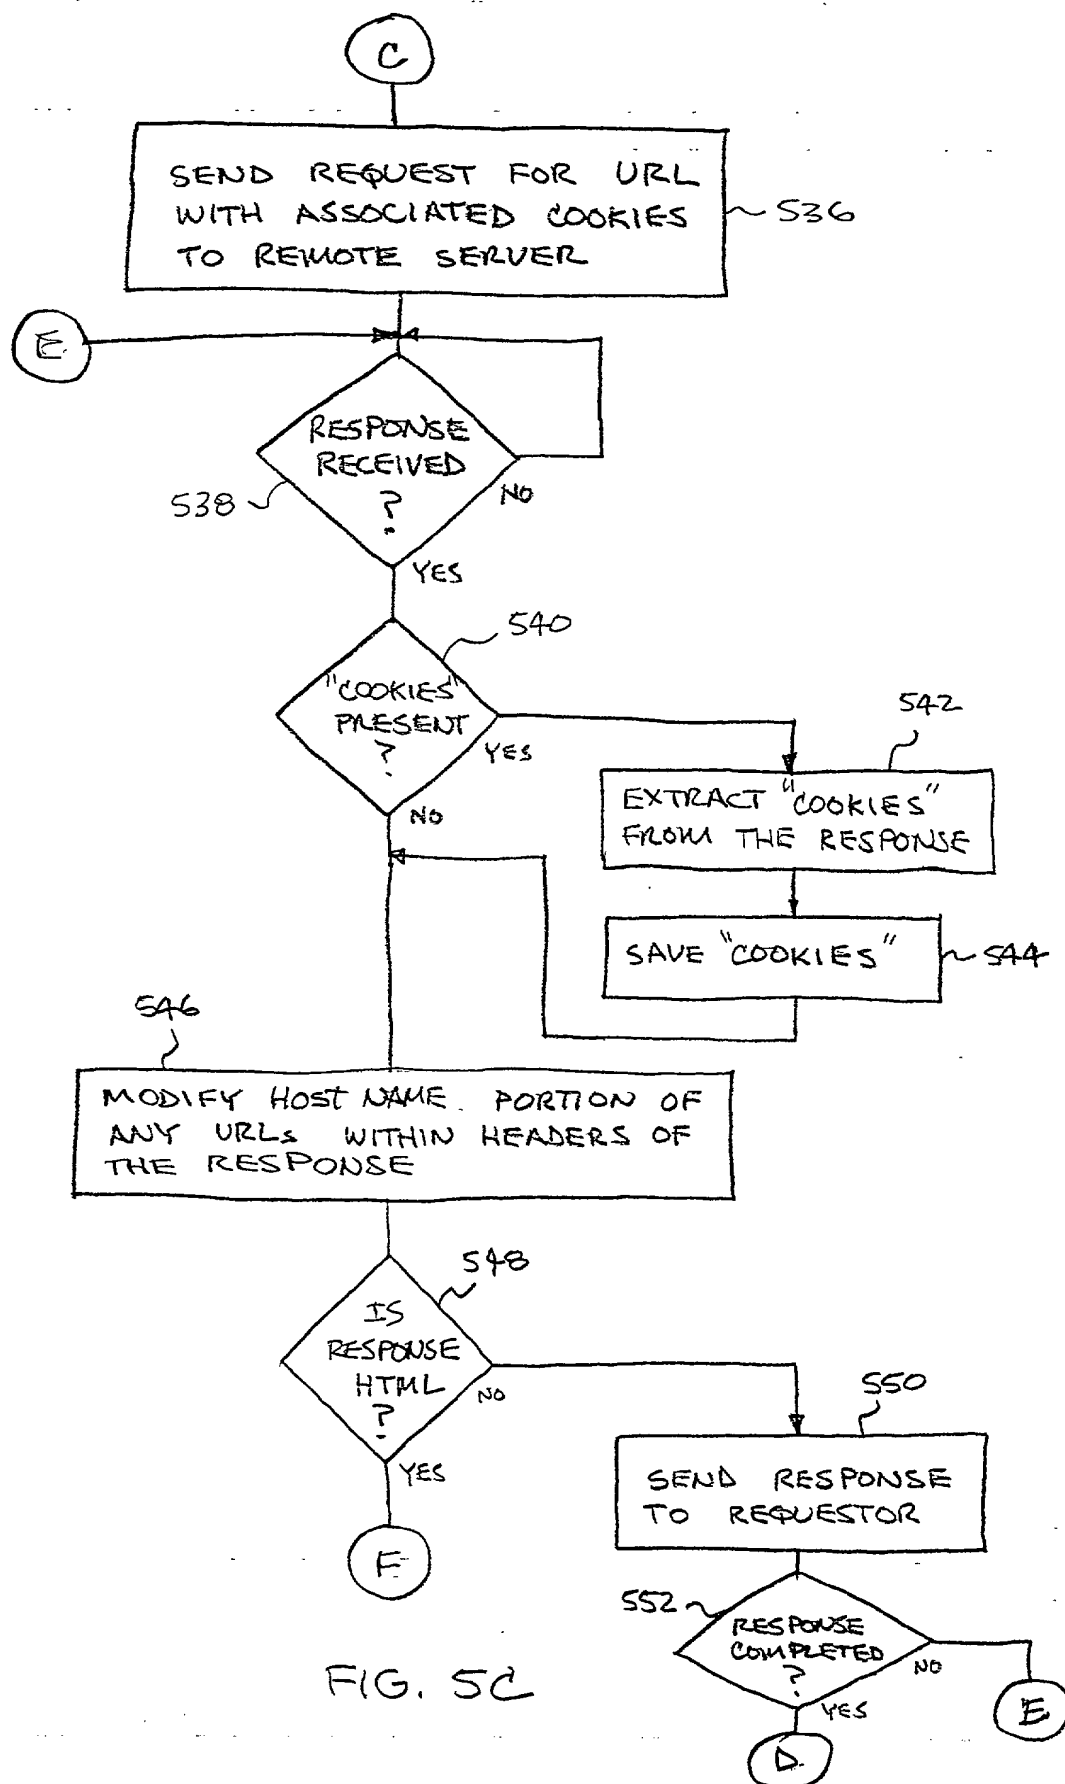 C
SEND REQUEST FOR URL
WITH ASSOCIATED COOKIES
TO REMOTE SERVER
536
E
RESPONSE
RECEIVED
?
NO
538
YES
540
"COOKIES"
PRESENT
?
YES
NO
542
EXTRACT "COOKIES"
FROM THE RESPONSE
SAVE "COOKIES"
544
546
MODIFY HOST NAME PORTION OF
ANY URLs WITHIN HEADERS OF
THE RESPONSE
548
IS
RESPONSE
HTML
?
NO
YES
F
550
SEND RESPONSE
TO REQUESTOR
552
RESPONSE
COMPLETED
?
NO
YES
E
D
FIG. 5C